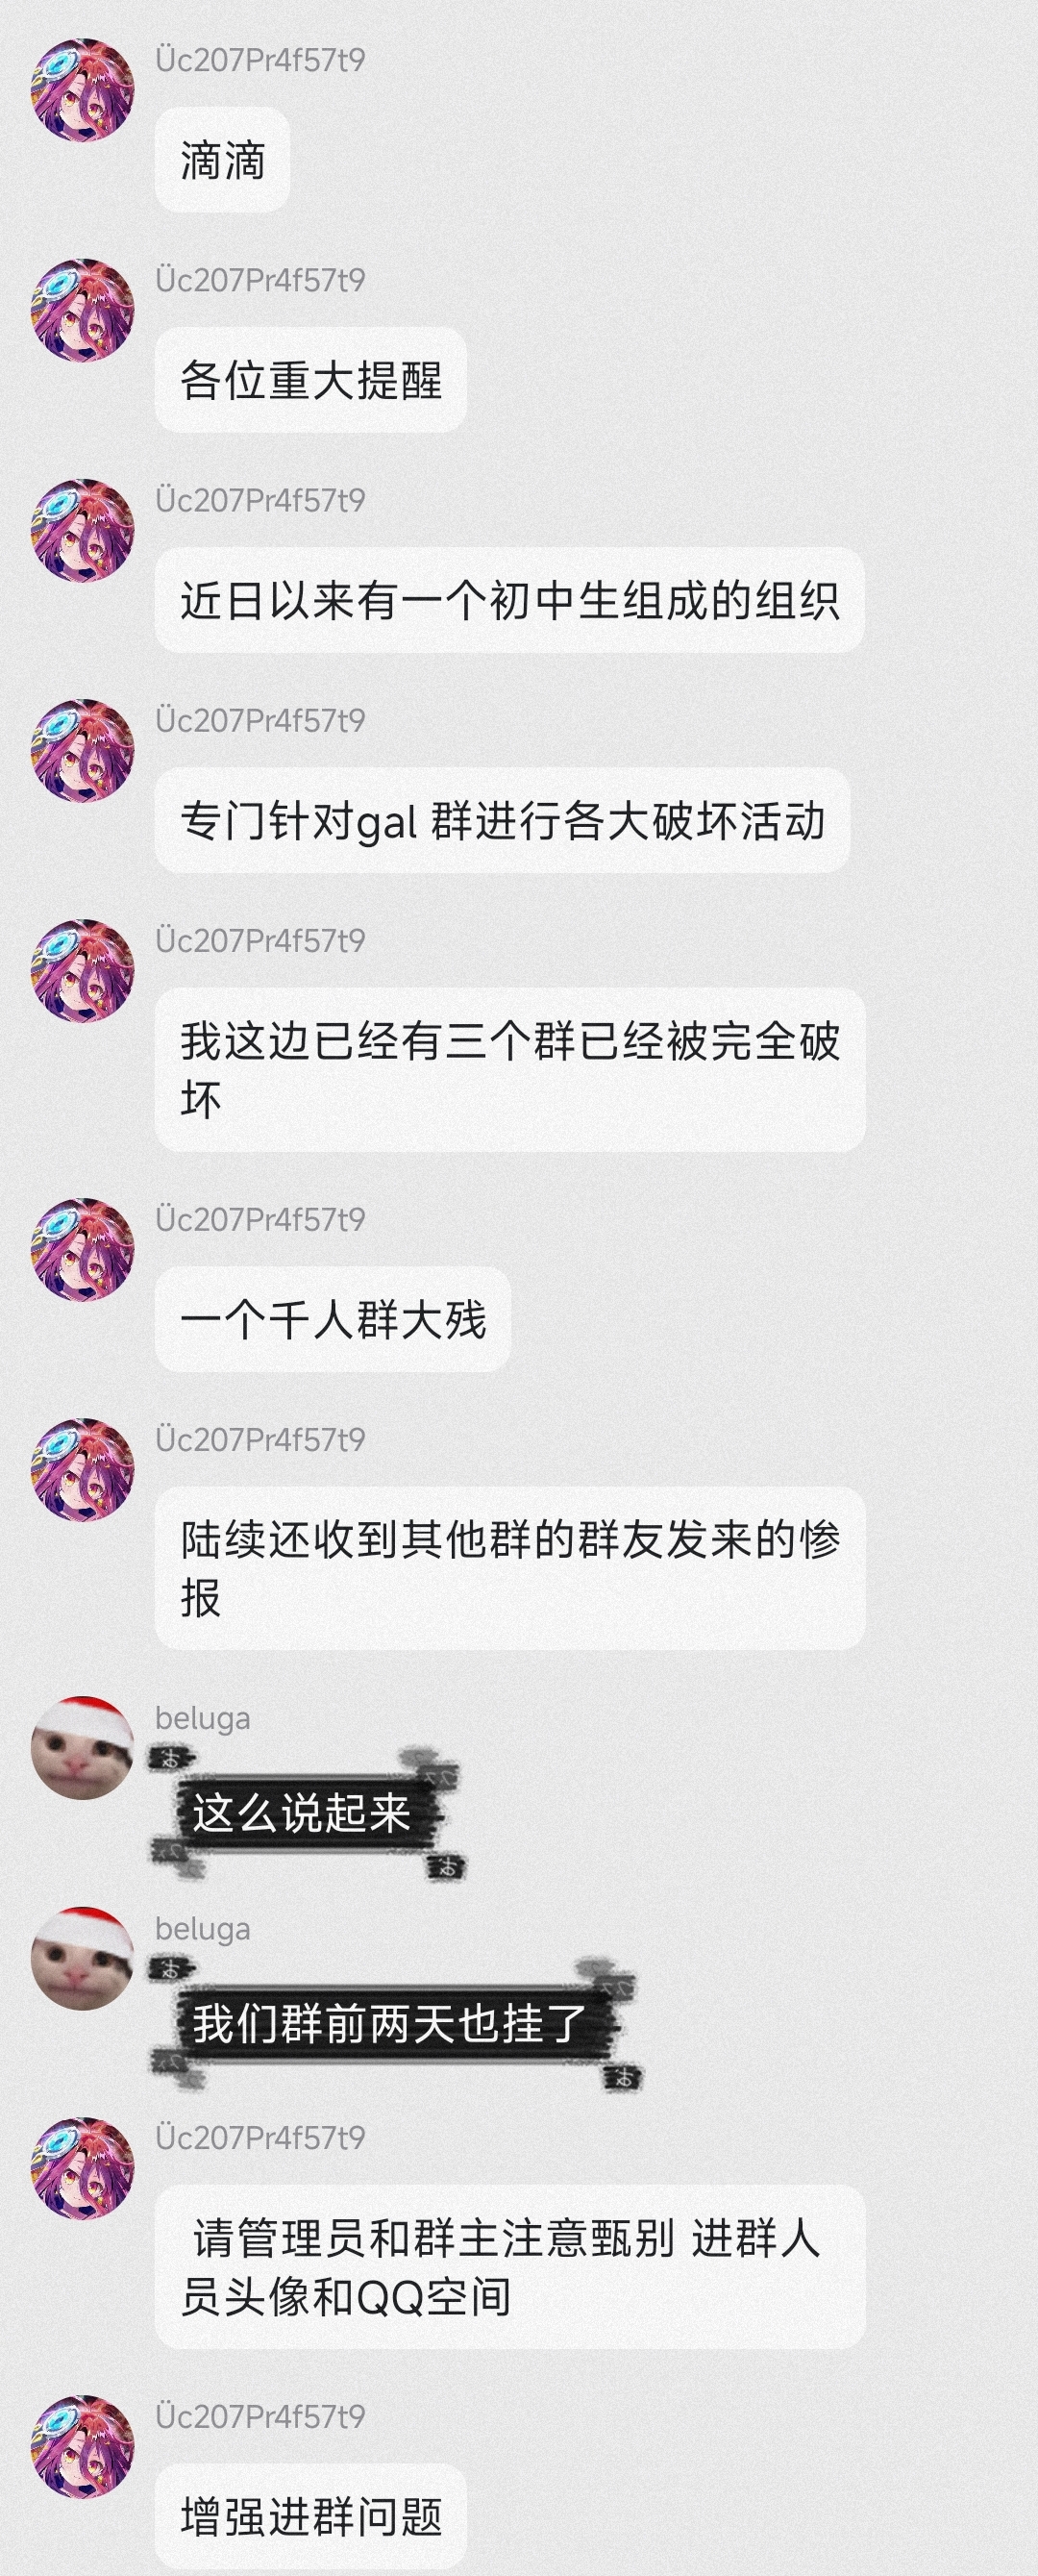 Üc207Pr4f57t9
滴滴
Üc207Pr4f57t9
各位重大提醒
Üc207Pr4f57t9
近日以来有一个初中生组成的组织
Üc207Pr4f57t9
专门针对gal 群进行各大破坏活动
Üc207Pr4f57t9
我这边已经有三个群已经被完全破
坏
Üc207Pr4f57t9
一个千人群大残
Üc207Pr4f57t9
陆续还收到其他群的群友发来的惨
报
beluga
这么说起来
beluga
我们群前两天也挂了
Üc207Pr4f57t9
请管理员和群主注意甄别 进群人
员头像和QQ空间
Üc207Pr4f57t9
增强进群问题